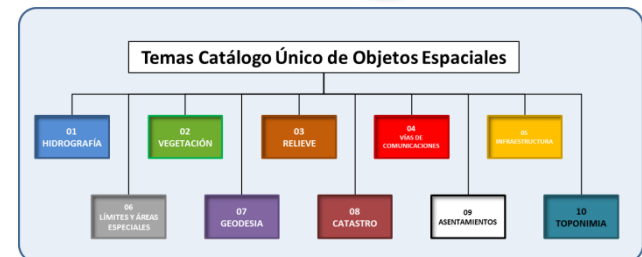 Temas Catálogo Único de Objetos Espaciales
01
HIDROGRAFÍA
02
VEGETACIÓN
03
RELIEVE
04
VÍAS DE
COMUNICACIONES
05
INFRAESTRUCTURA
06
LÍMITES Y ÁREAS
ESPECIALES
07
GEODESIA
08
CATASTRO
09
ASENTAMIENTOS
10
TOPONIMIA